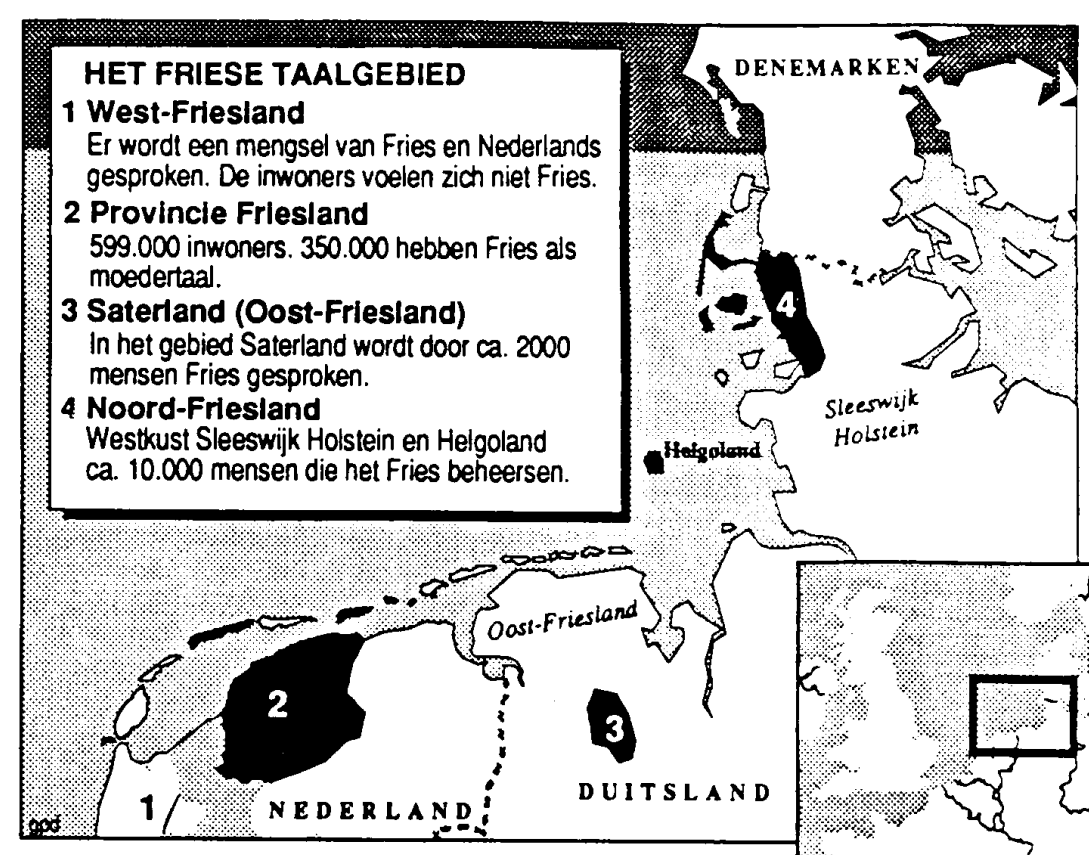 HET FRIESE TAALGEBIED
1 West-Friesland
Er wordt een mengsel van Fries en Nederlands
gesproken. De inwoners voelen zich niet Fries.
2 Provincie Friesland
599.000 inwoners. 350.000 hebben Fries als
moedertaal.
3 Saterland (Oost-Friesland)
In het gebied Saterland wordt door ca. 2000
mensen Fries gesproken.
4 Noord-Friesland
Westkust Sleeswijk Holstein en Helgoland
ca. 10.000 mensen die het Fries beheersen.
DENEMARKEN
4
Sleeswijk
Holstein
Helgoland
Oost-Friesland
2
3
1
NEDERLAND
DUITSLAND
gpd